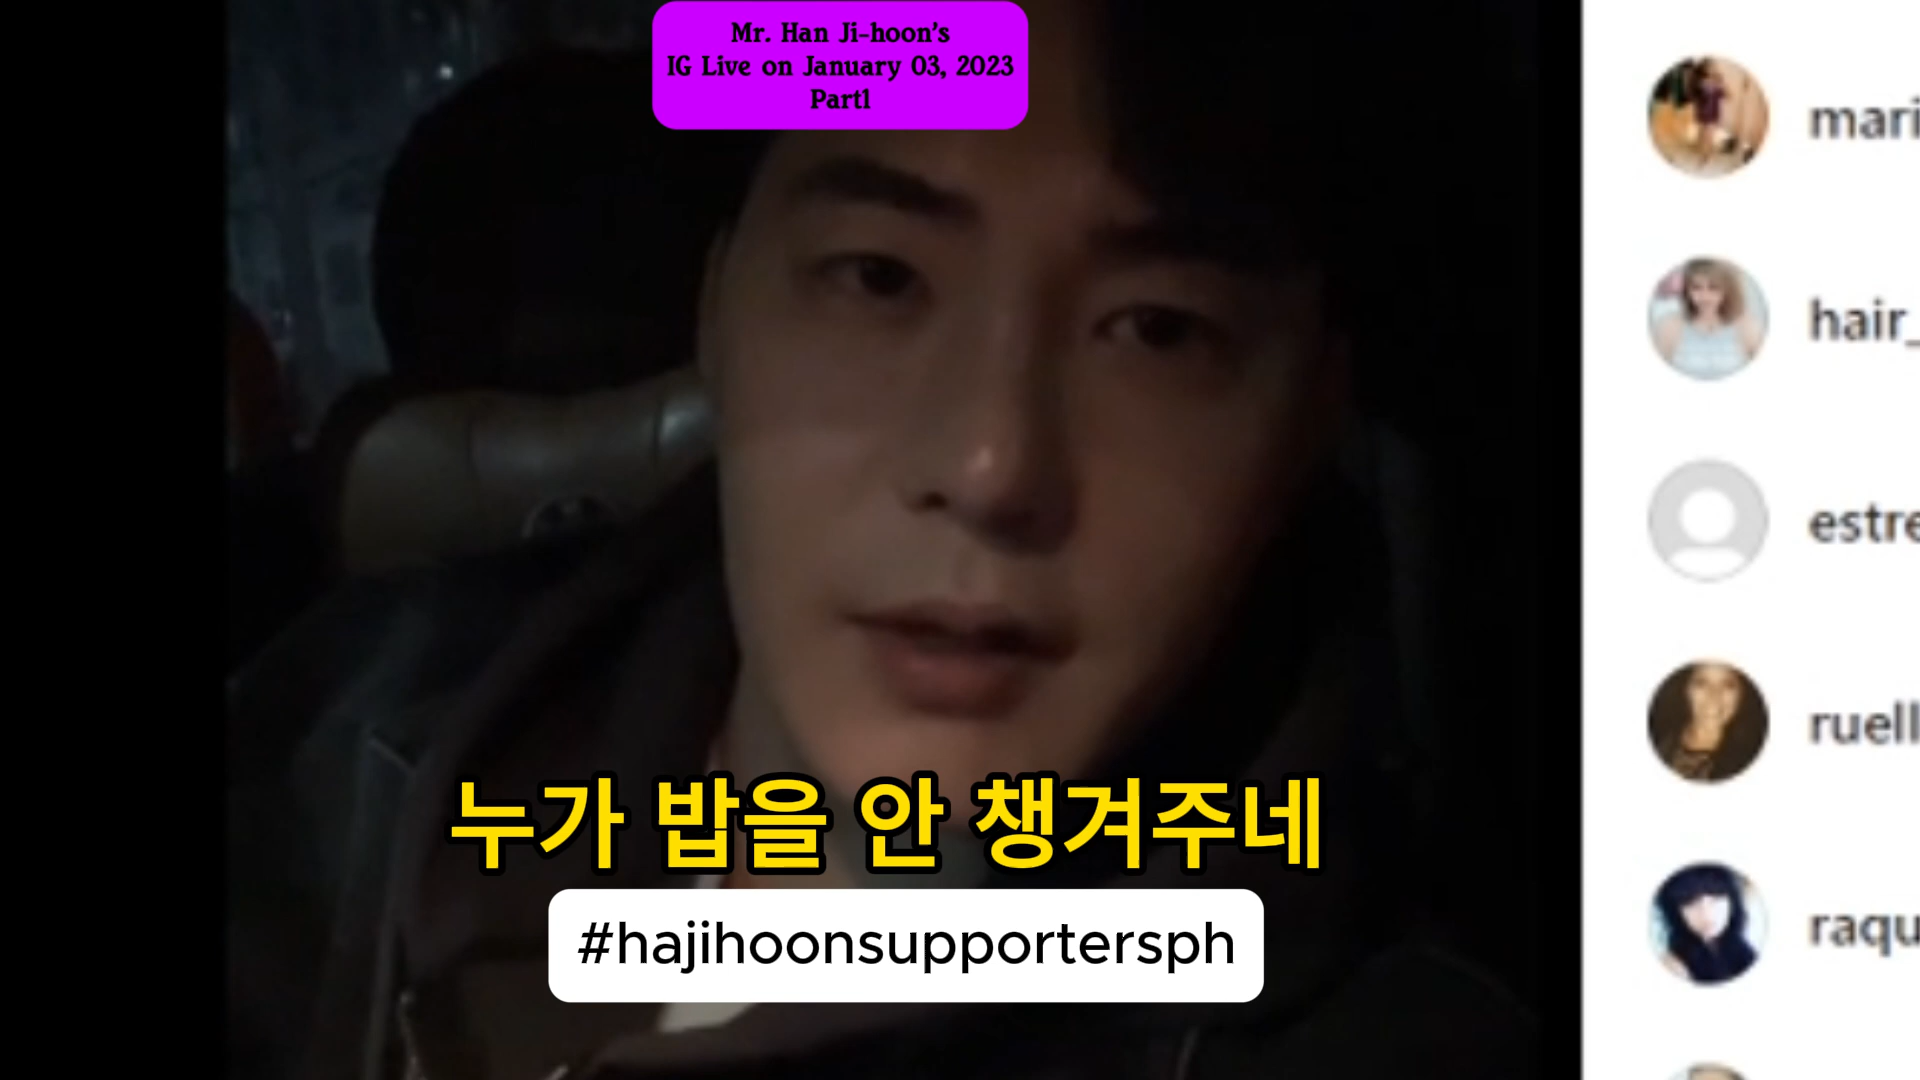 Mr. Han Ji-hoon's
IG Live on January 03, 2023
Part1
mari
hair_
estre
ruell
raqu
누가 밥을 안 챙겨주네
#hajihoonsupportersph